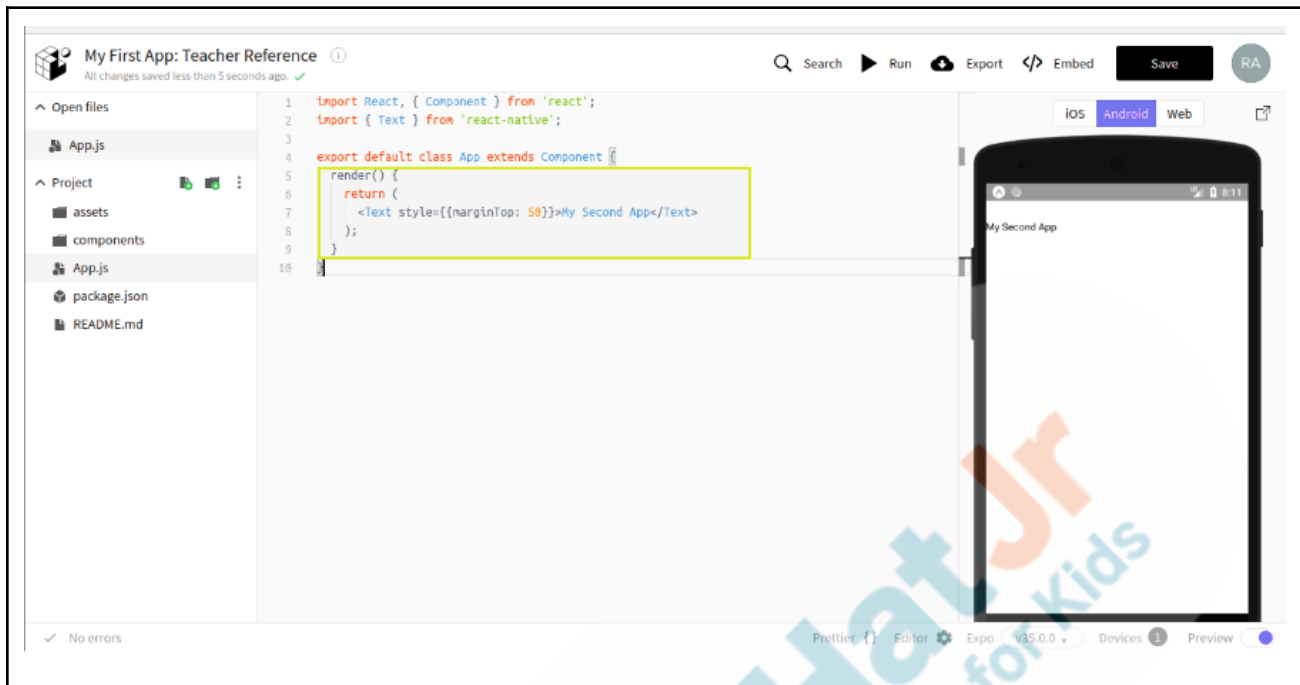 My First App: Teacher Reference
All changes saved less than 5 seconds ago.
Search Run Export Embed Save RA
Open files
App.js
Project
assets
components
App.js
package.json
README.md
1 import React, { Component } from 'react';
2 import { Text } from 'react-native';
3
4 export default class App extends Component {
5 render() {
6 return (
7 <Text style={{marginTop: 50}}>My Second App</Text>
8 );
9 }
10 }
iOS Android Web
8:11
My Second App
No errors
Prettier {} Editor Expo v35.0.0 Devices 1 Preview
Hat Jr
for Kids